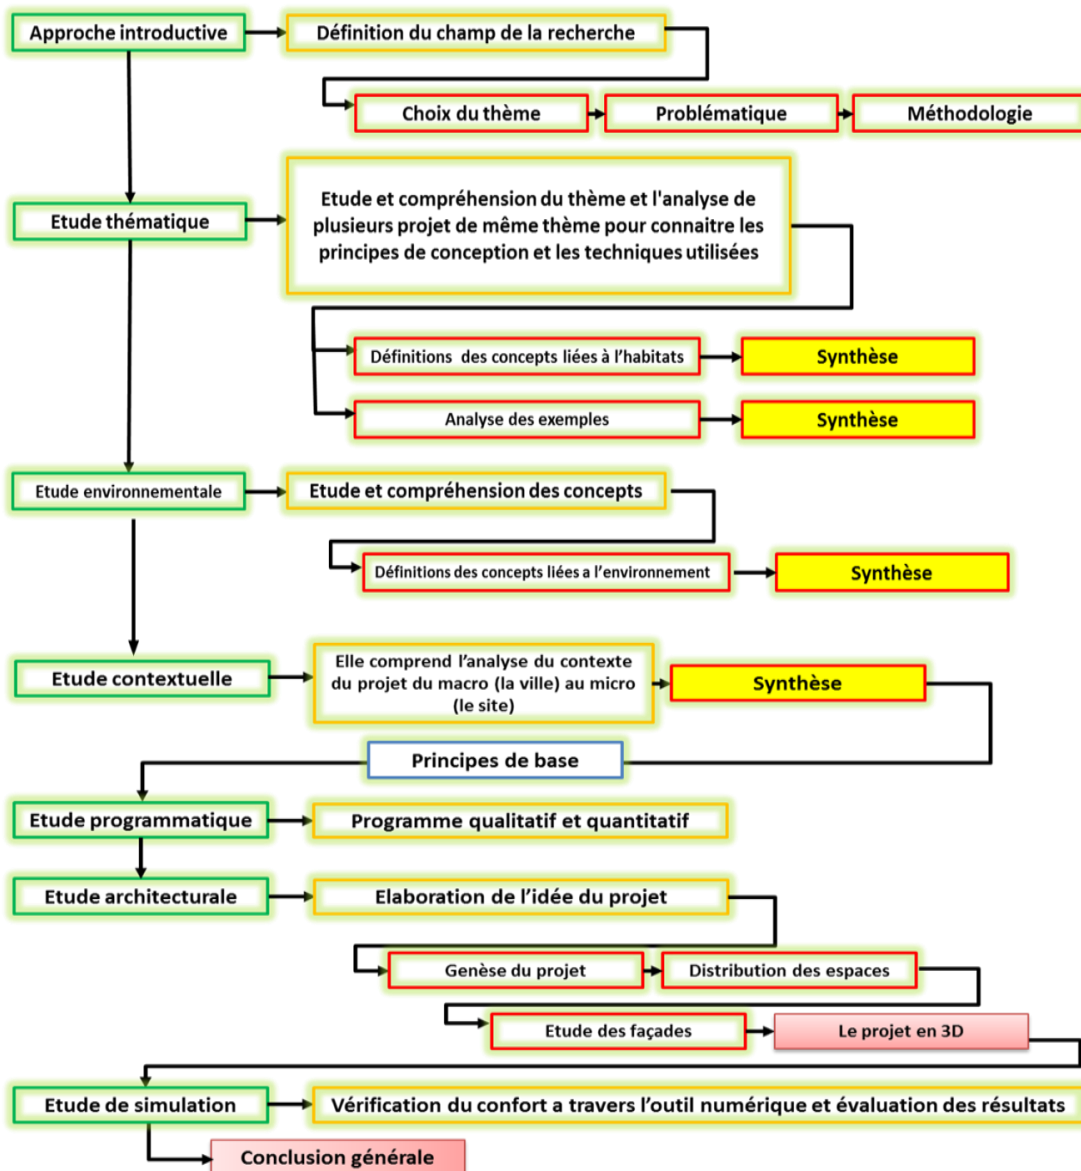 Approche introductive
Définition du champ de la recherche
Choix du thème
Problématique
Méthodologie
Etude thématique
Etude et compréhension du thème et l'analyse de
plusieurs projet de même thème pour connaitre les
principes de conception et les techniques utilisées
Définitions des concepts liées à l'habitats
Synthèse
Analyse des exemples
Synthèse
Etude environnementale
Etude et compréhension des concepts
Définitions des concepts liées a l'environnement
Synthèse
Etude contextuelle
Elle comprend l'analyse du contexte
du projet du macro (la ville) au micro
(le site)
Synthèse
Principes de base
Etude programmatique
Programme qualitatif et quantitatif
Etude architecturale
Elaboration de l'idée du projet
Genèse du projet
Distribution des espaces
Etude des façades
Le projet en 3D
Etude de simulation
Vérification du confort a travers l'outil numérique et évaluation des résultats
Conclusion générale